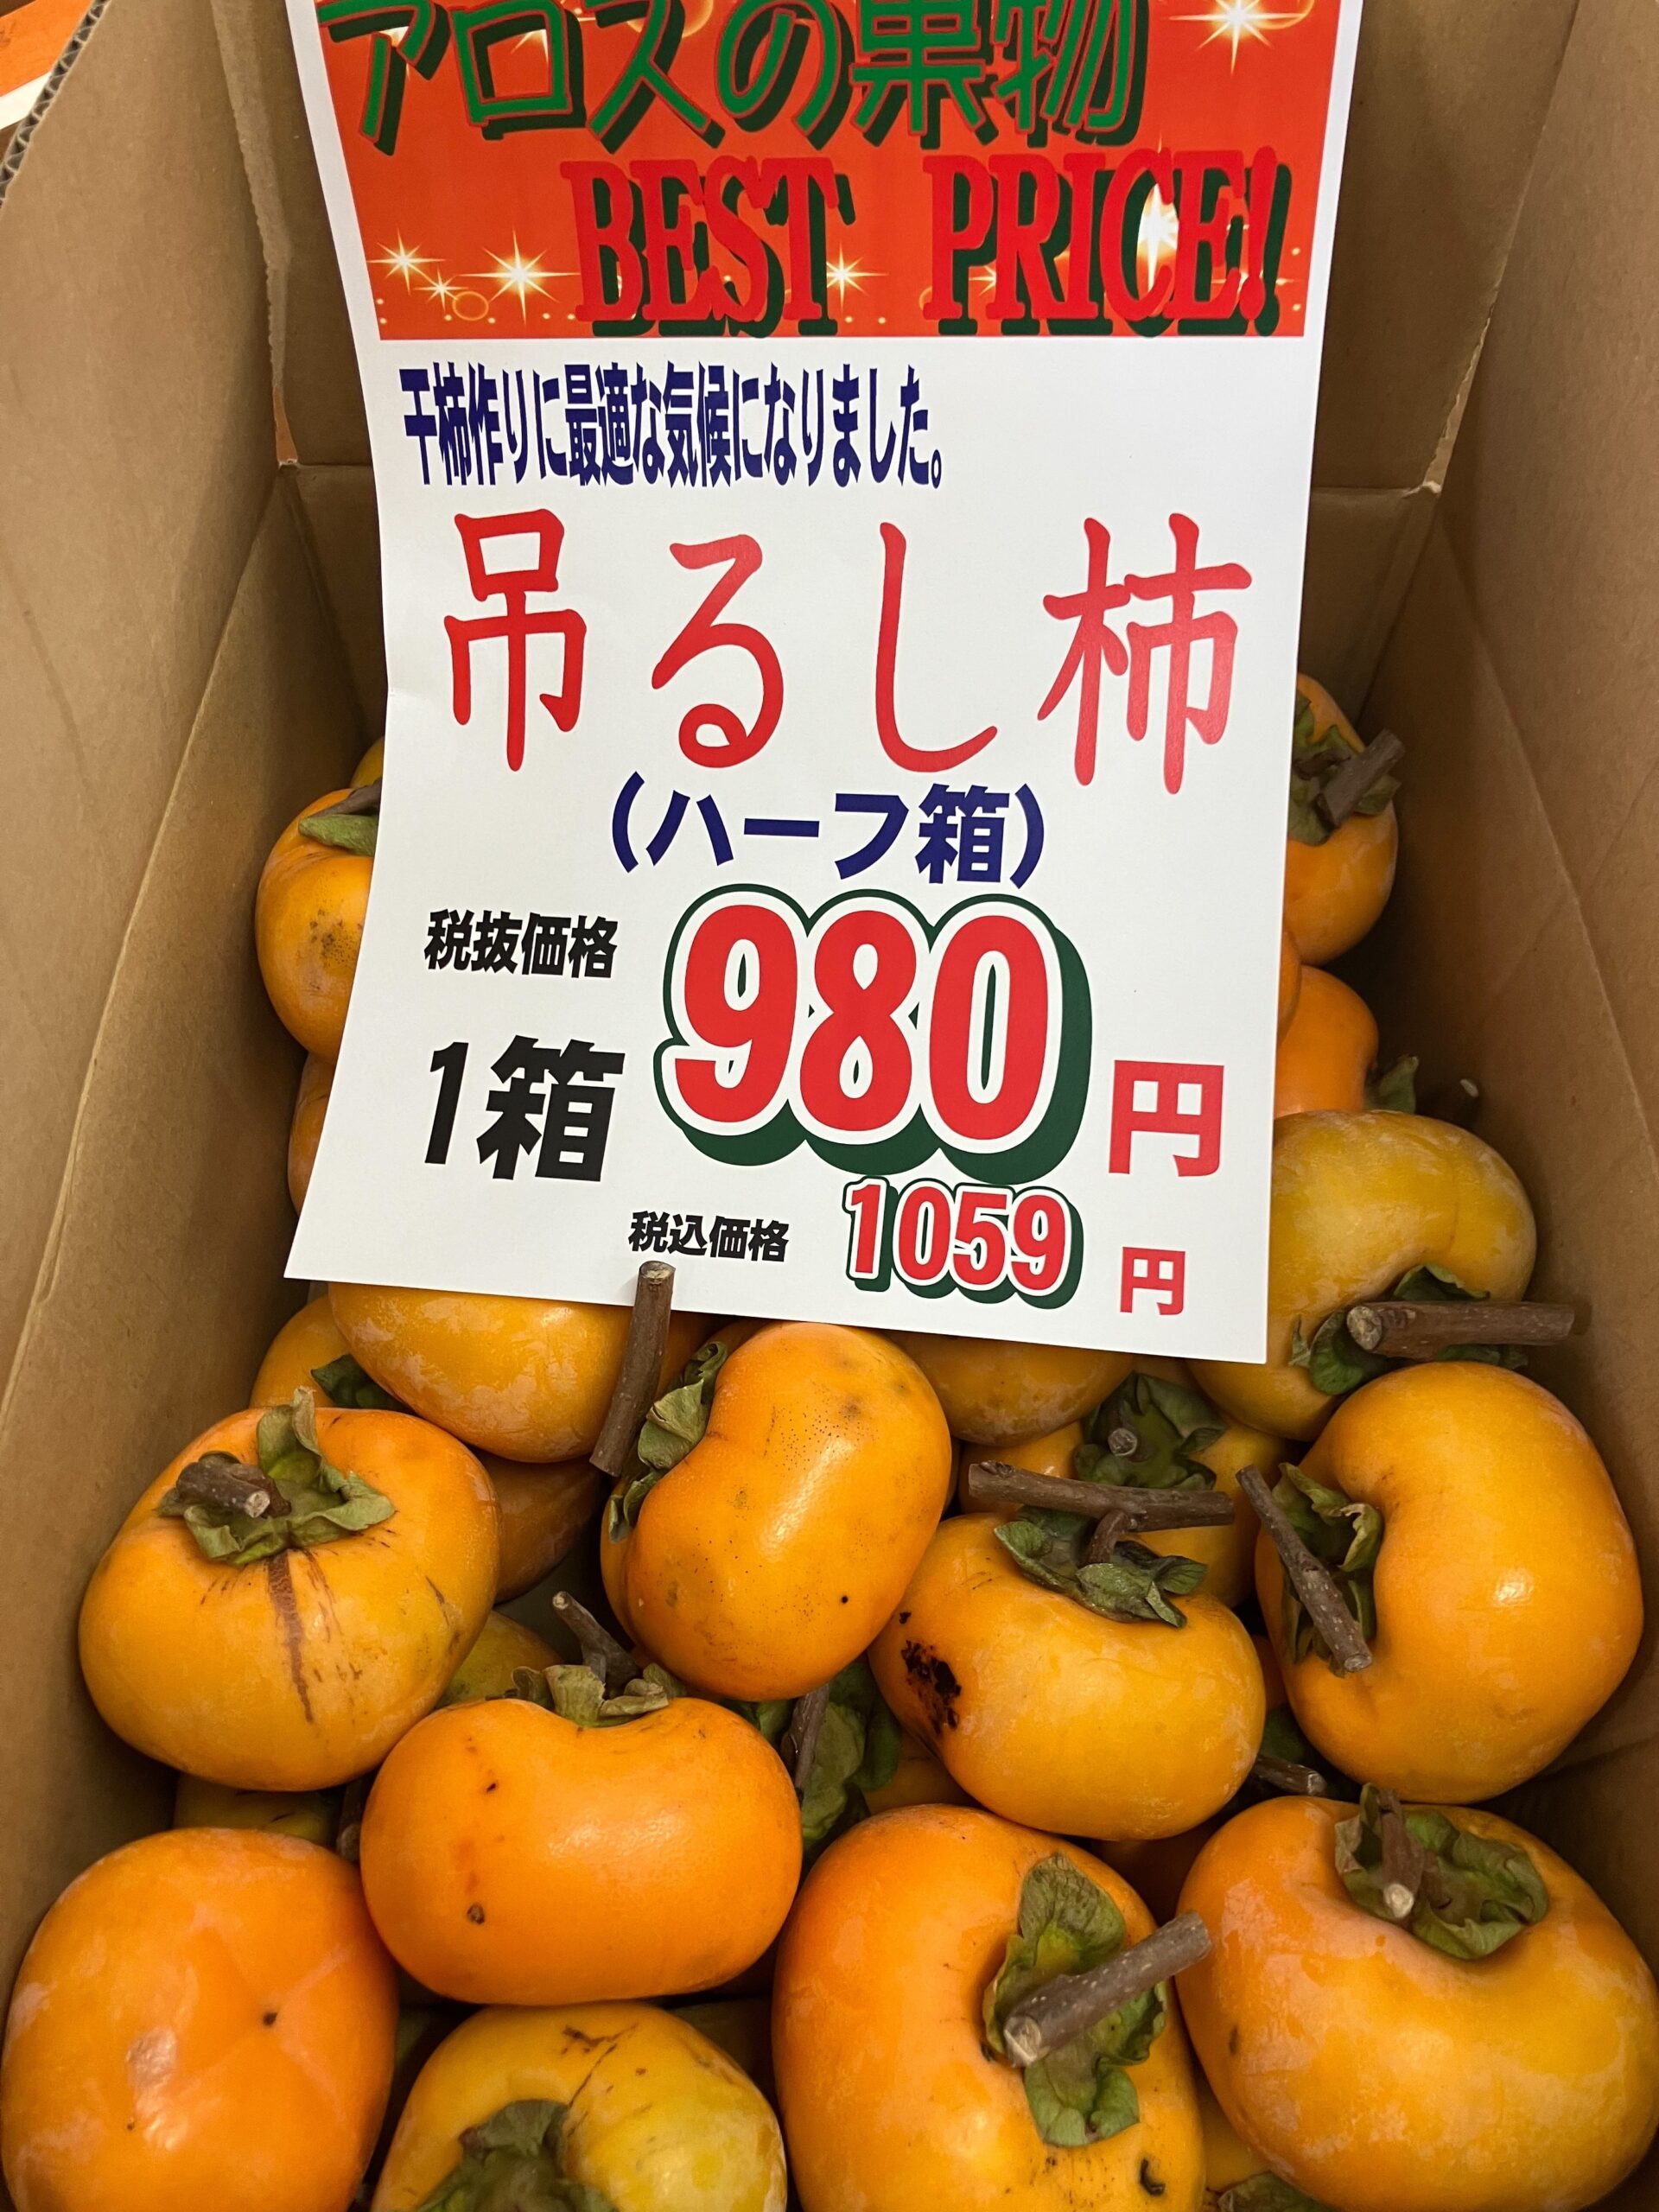 アロスの果物
BEST PRICE!
干柿作りに最適な気候になりました。
吊るし柿
(ハーフ箱)
税抜価格
1箱 980円
税込価格 1059円